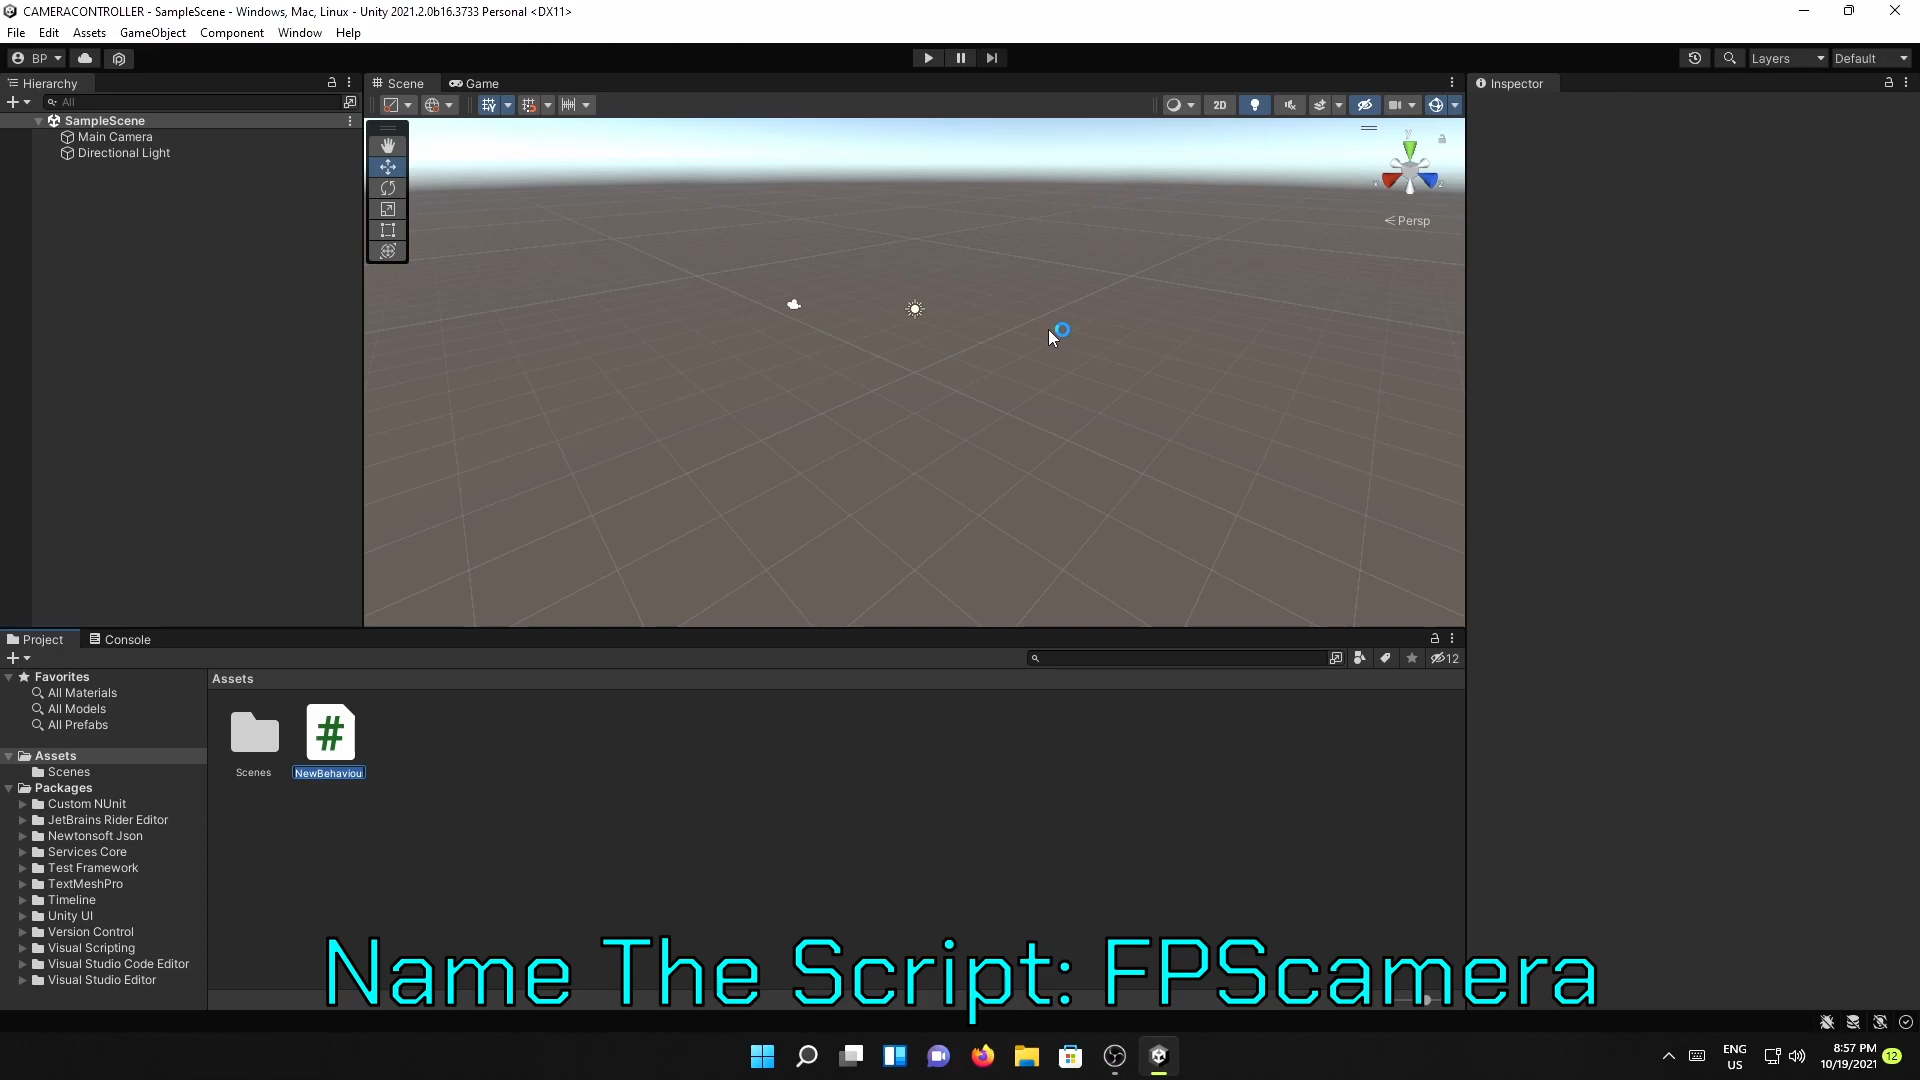 CAMERACONTROLLER - SampleScene - Windows, Mac, Linux - Unity 2021.2.0b16.3733 Personal <DX11>
File Edit Assets GameObject Component Window Help
BP
Layers
Default
Hierarchy
Scene
Game
Inspector
All
2D
SampleScene
Main Camera
Directional Light
y
x
z
Persp
Project
Console
12
Favorites
All Materials
All Models
All Prefabs
Assets
Scenes
Packages
Custom NUnit
JetBrains Rider Editor
Newtonsoft Json
Services Core
Test Framework
TextMeshPro
Timeline
Unity UI
Version Control
Visual Scripting
Visual Studio Code Editor
Visual Studio Editor
Assets
#
Scenes
NewBehaviou
Name The Script: FPScamera
ENG
US
8:57 PM
10/19/2021
12